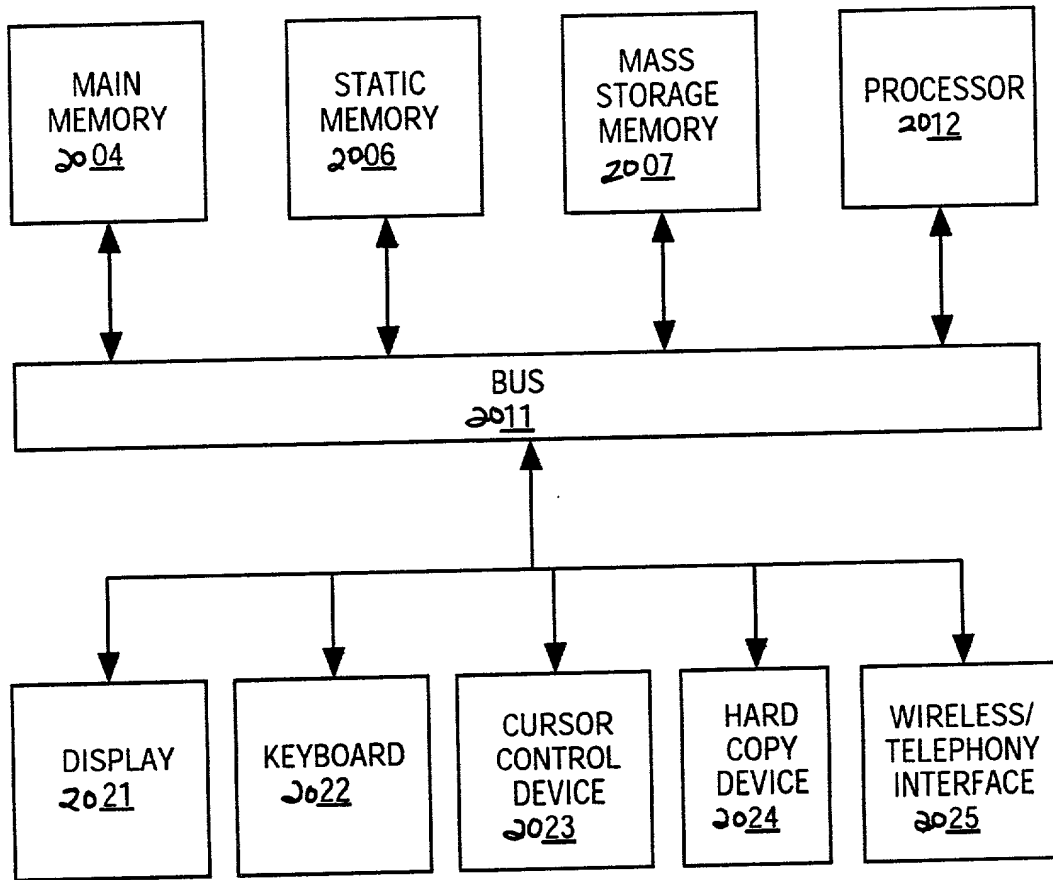 MAIN
MEMORY
2004
STATIC
MEMORY
2006
MASS
STORAGE
MEMORY
2007
PROCESSOR
2012
BUS
2011
DISPLAY
2021
KEYBOARD
2022
CURSOR
CONTROL
DEVICE
2023
HARD
COPY
DEVICE
2024
WIRELESS/
TELEPHONY
INTERFACE
2025